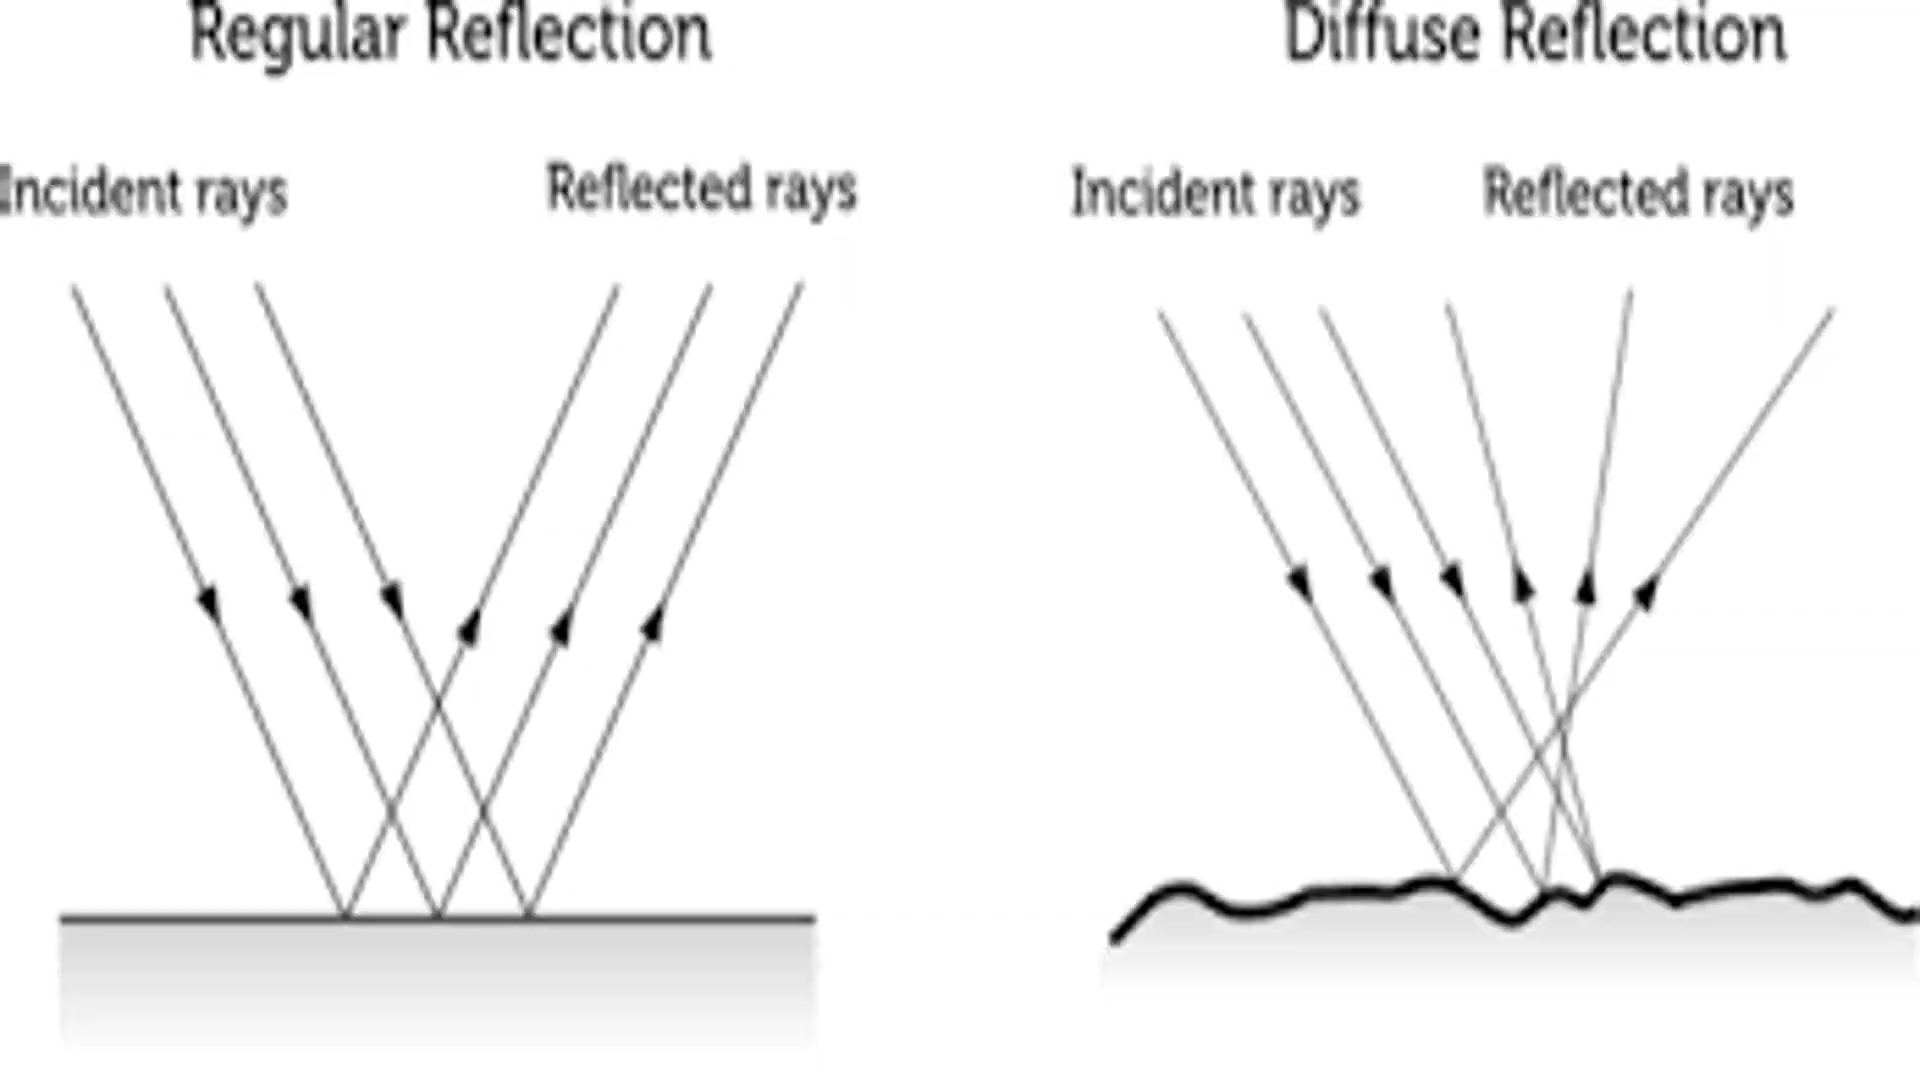 Regular Reflection
Incident rays
Reflected rays
Diffuse Reflection
Incident rays
Reflected rays